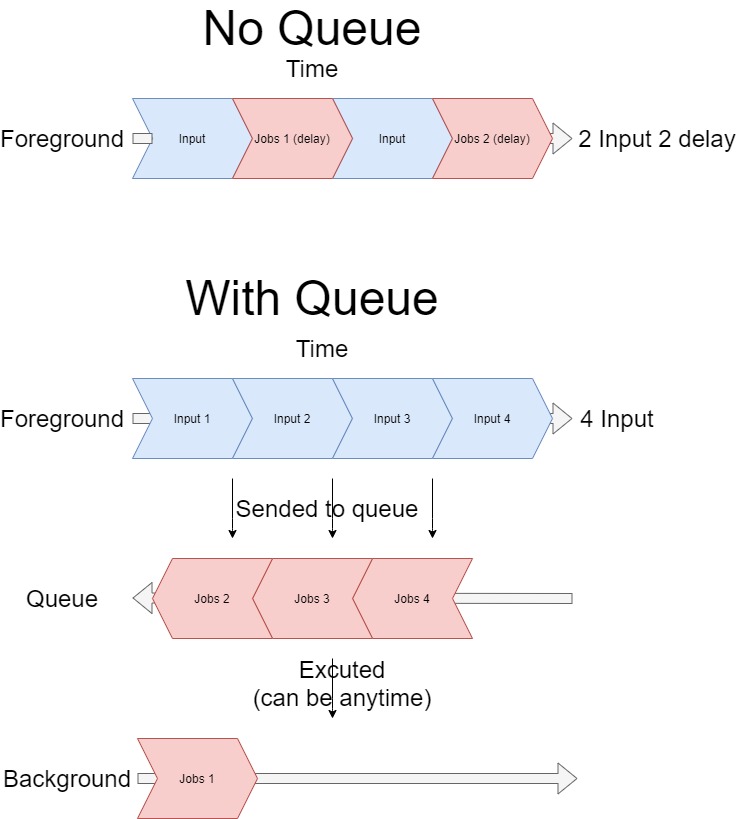 No Queue
Time
Foreground
Input
Jobs 1 (delay)
Input
Jobs 2 (delay)
2 Input 2 delay
With Queue
Time
Foreground
Input 1
Input 2
Input 3
Input 4
4 Input
Sended to queue
Queue
Jobs 2
Jobs 3
Jobs 4
Excuted
(can be anytime)
Background
Jobs 1